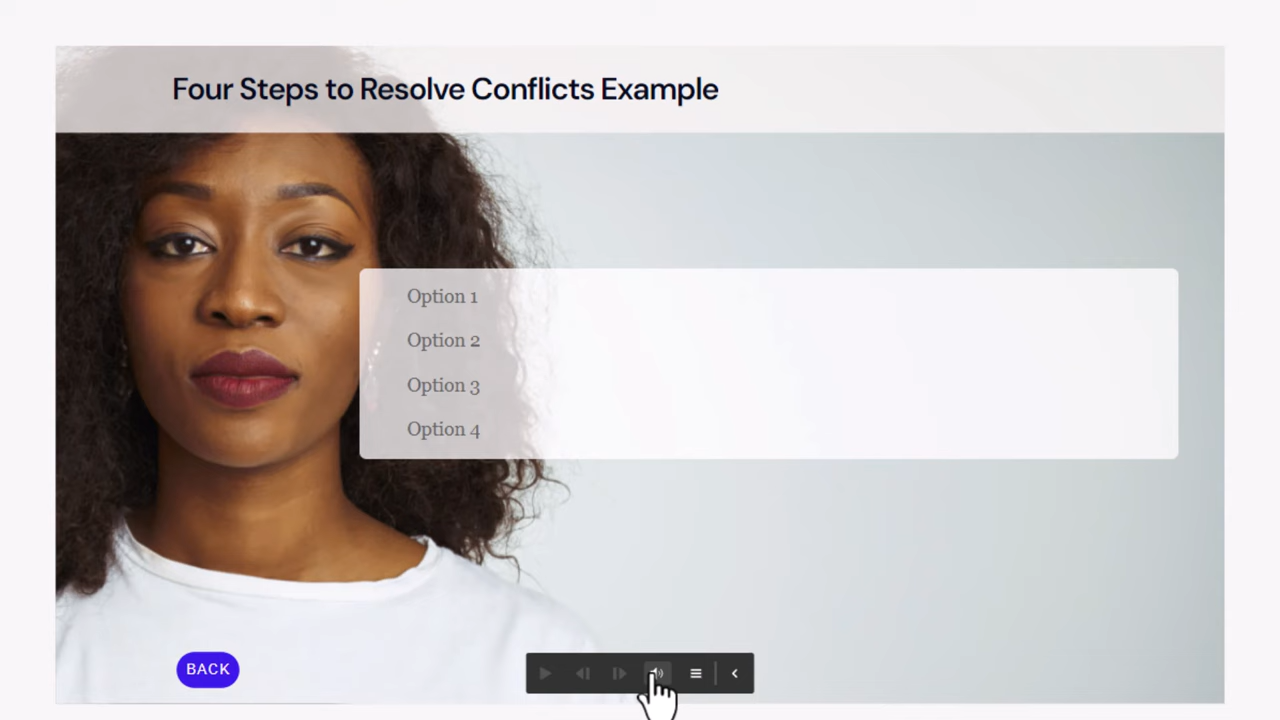 Four Steps to Resolve Conflicts Example
Option 1
Option 2
Option 3
Option 4
BACK